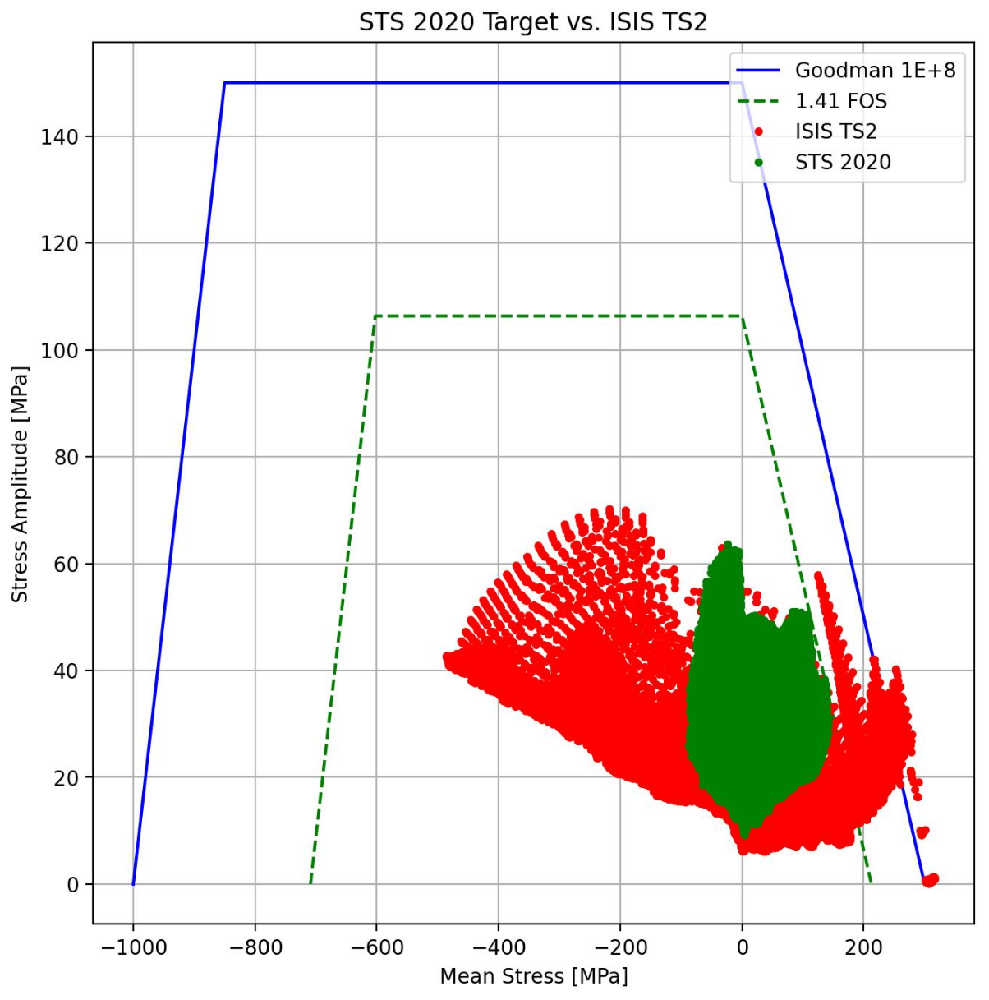 STS 2020 Target vs. ISIS TS2
Goodman 1E+8
1.41 FOS
ISIS TS2
STS 2020
Stress Amplitude [MPa]
140
120
100
80
60
40
20
0
−1000
−800
−600
−400
−200
0
200
Mean Stress [MPa]